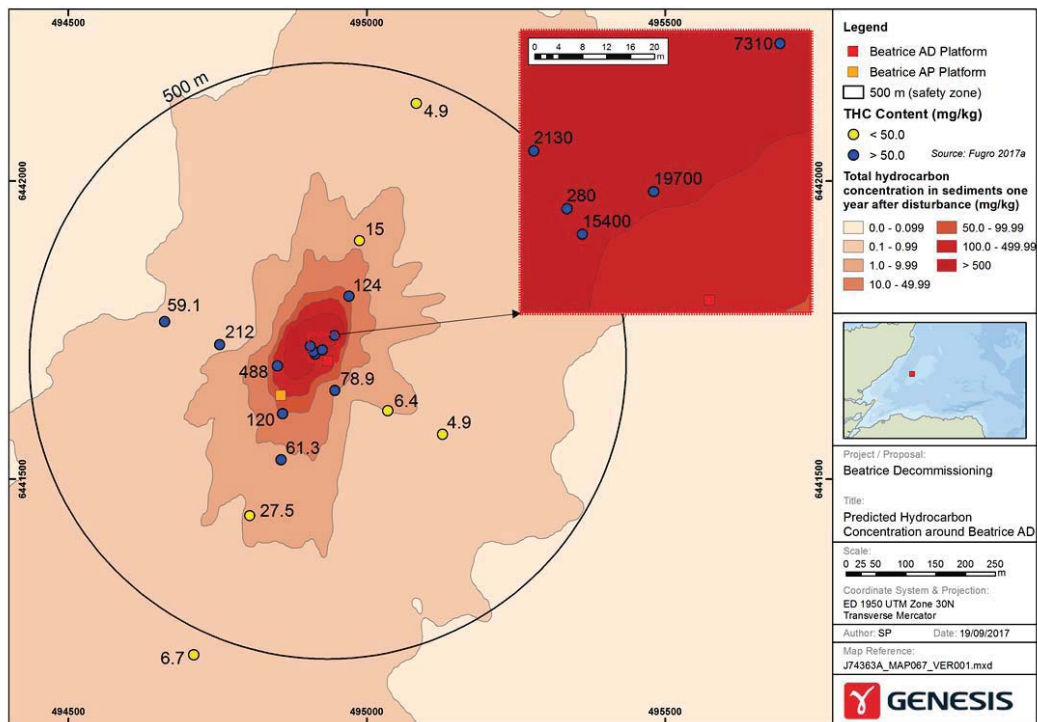 494500
495000
495500
500 m
4.9
15
124
59.1
212
488
78.9
6.4
120
4.9
61.3
27.5
6.7
6442000
6441500
6442000
6441500
494500
495000
495500
0 4 8 12 16 20
m
7310
2130
280
19700
15400
Legend
Beatrice AD Platform
Beatrice AP Platform
500 m (safety zone)
THC Content (mg/kg)
< 50.0
> 50.0
Source: Fugro 2017a
Total hydrocarbon
concentration in sediments one
year after disturbance (mg/kg)
0.0 - 0.099
0.1 - 0.99
1.0 - 9.99
10.0 - 49.99
50.0 - 99.99
100.0 - 499.99
> 500
Project / Proposal:
Beatrice Decommissioning
Title:
Predicted Hydrocarbon
Concentration around Beatrice AD
Scale:
0 25 50 100 150 200 250
m
Coordinate System & Projection:
ED 1950 UTM Zone 30N
Transverse Mercator
Author: SP Date: 19/09/2017
Map Reference:
J74363A_MAP067_VER001.mxd
GENESIS